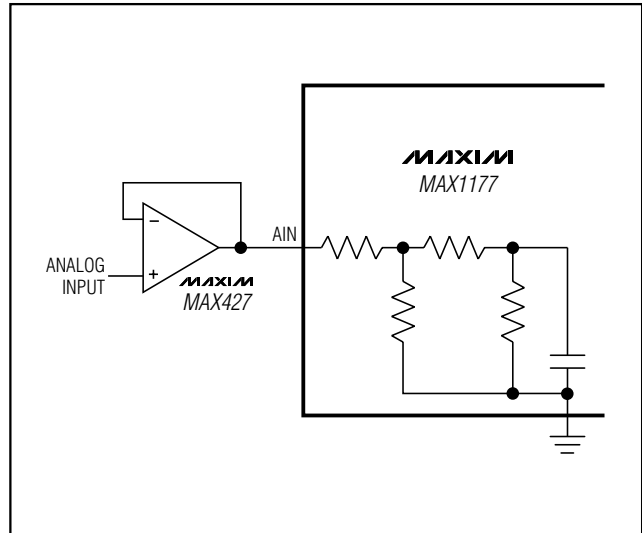 MAXIM
MAX1177
AIN
−
+
ANALOG
INPUT
MAXIM
MAX427